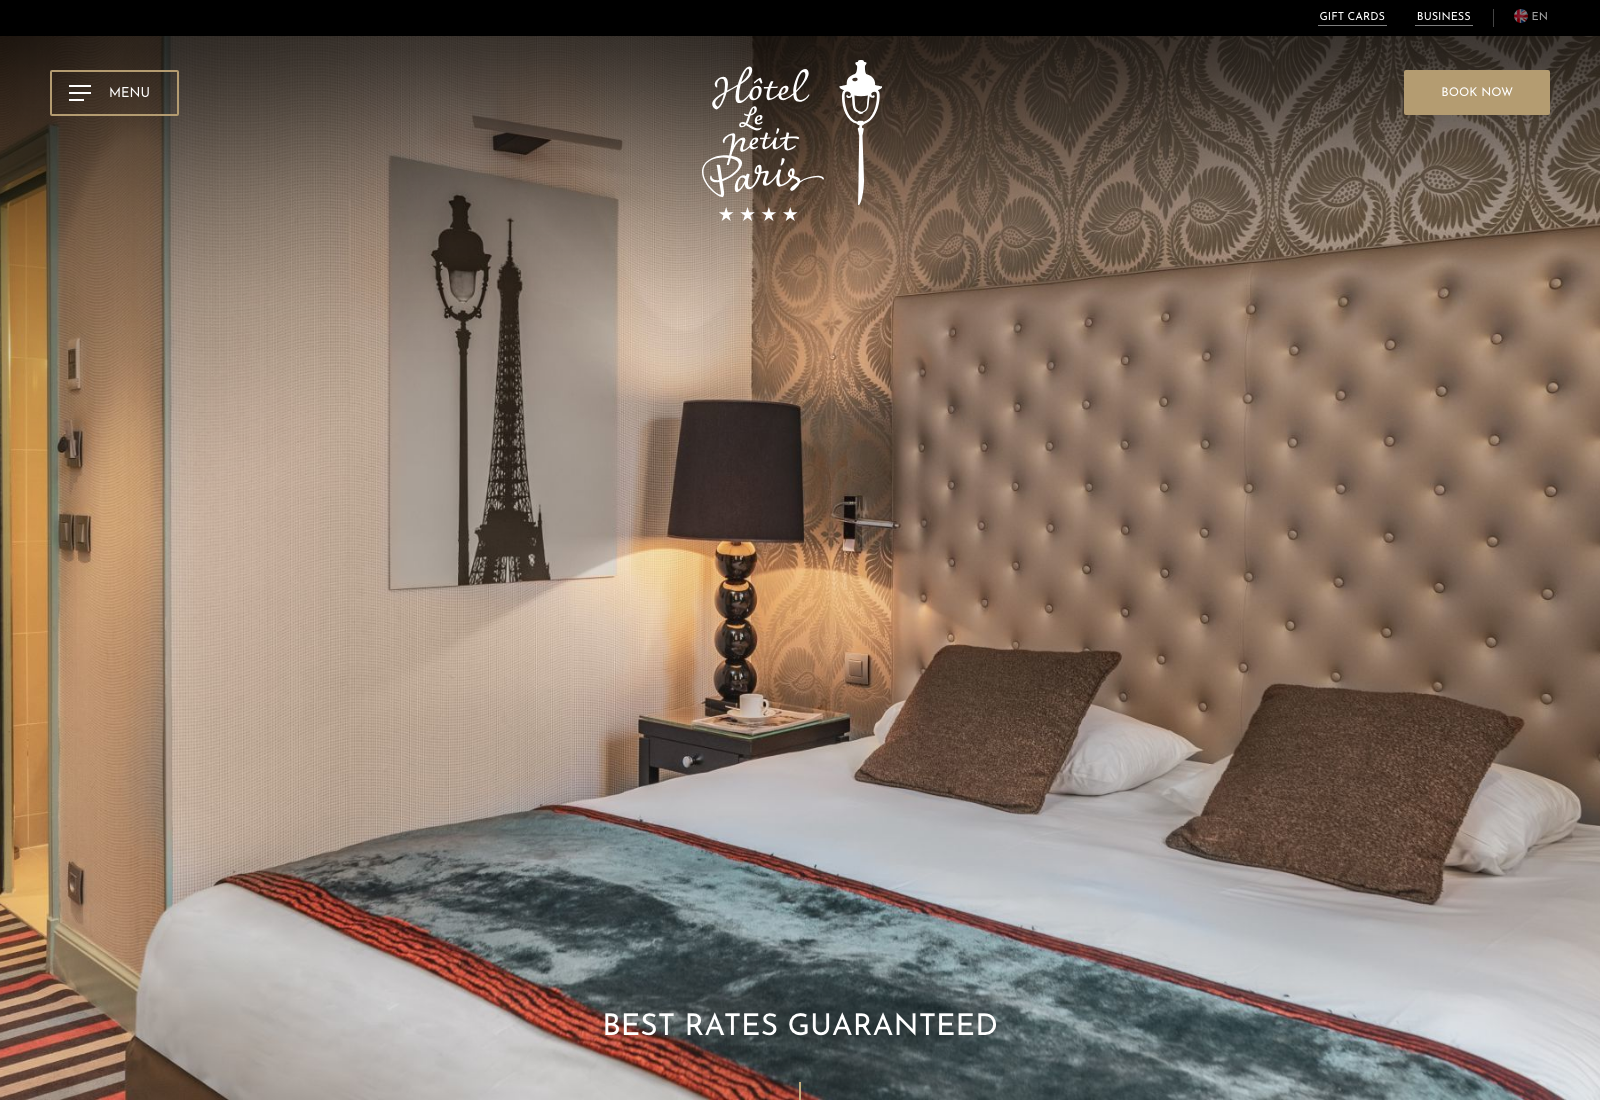 GIFT CARDS
BUSINESS
EN
MENU
Hôtel
Le
petit
Paris
BOOK NOW
BEST RATES GUARANTEED